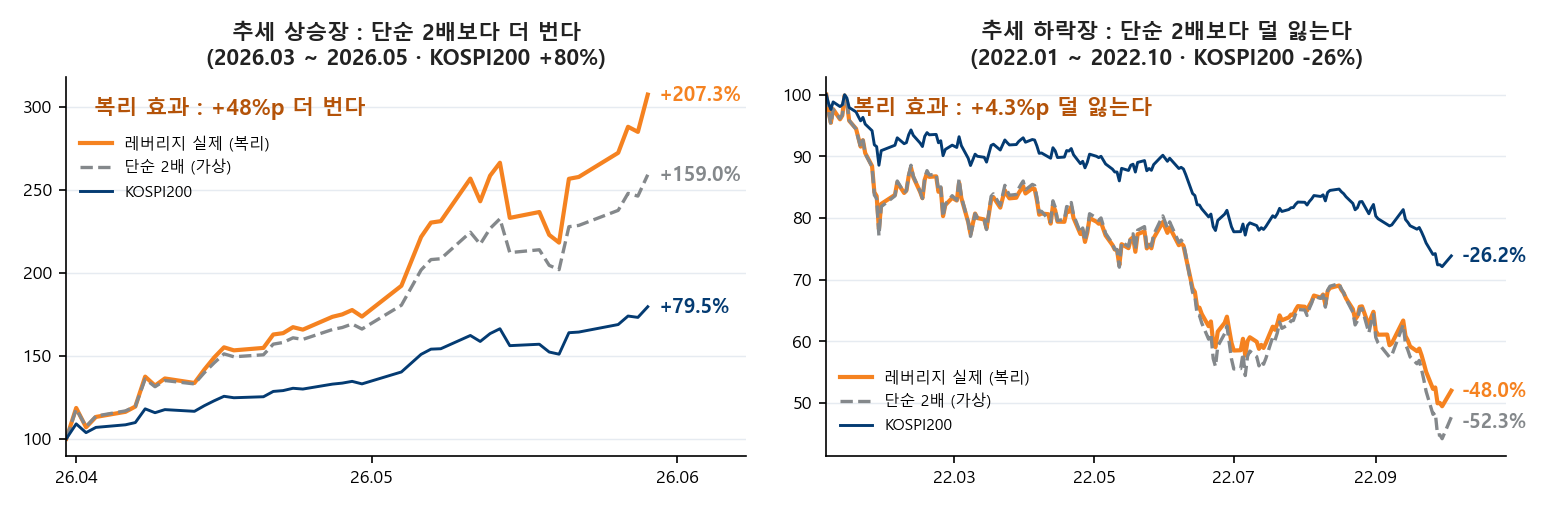 추세 상승장 : 단순 2배보다 더 번다
(2026.03 ~ 2026.05 · KOSPI200 +80%)
복리 효과 : +48%p 더 번다
레버리지 실제 (복리)
단순 2배 (가상)
KOSPI200
300
250
200
150
100
+207.3%
+159.0%
+79.5%
26.04
26.05
26.06
추세 하락장 : 단순 2배보다 덜 잃는다
(2022.01 ~ 2022.10 · KOSPI200 -26%)
복리 효과 : +4.3%p 덜 잃는다
100
90
80
70
60
50
-26.2%
레버리지 실제 (복리)
단순 2배 (가상)
KOSPI200
-48.0%
-52.3%
22.03
22.05
22.07
22.09